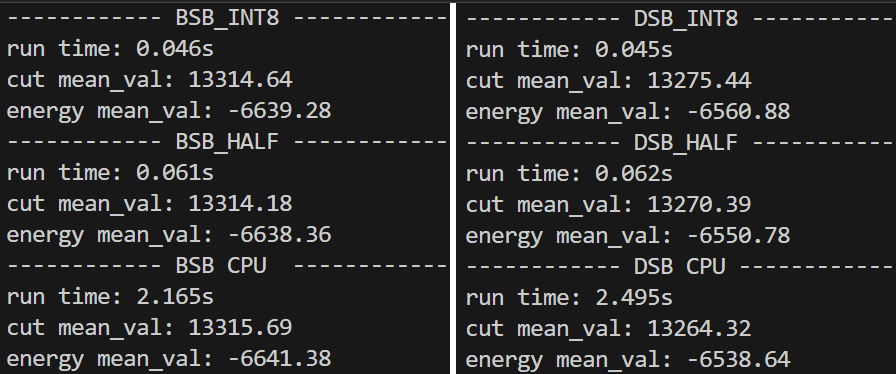 ------------ BSB_INT8 ------------
run time: 0.046s
cut mean_val: 13314.64
energy mean_val: -6639.28
------------ BSB_HALF ------------
run time: 0.061s
cut mean_val: 13314.18
energy mean_val: -6638.36
------------ BSB CPU  ------------
run time: 2.165s
cut mean_val: 13315.69
energy mean_val: -6641.38
------------ DSB_INT8 ------------
run time: 0.045s
cut mean_val: 13275.44
energy mean_val: -6560.88
------------ DSB_HALF ------------
run time: 0.062s
cut mean_val: 13270.39
energy mean_val: -6550.78
------------ DSB CPU ------------
run time: 2.495s
cut mean_val: 13264.32
energy mean_val: -6538.64